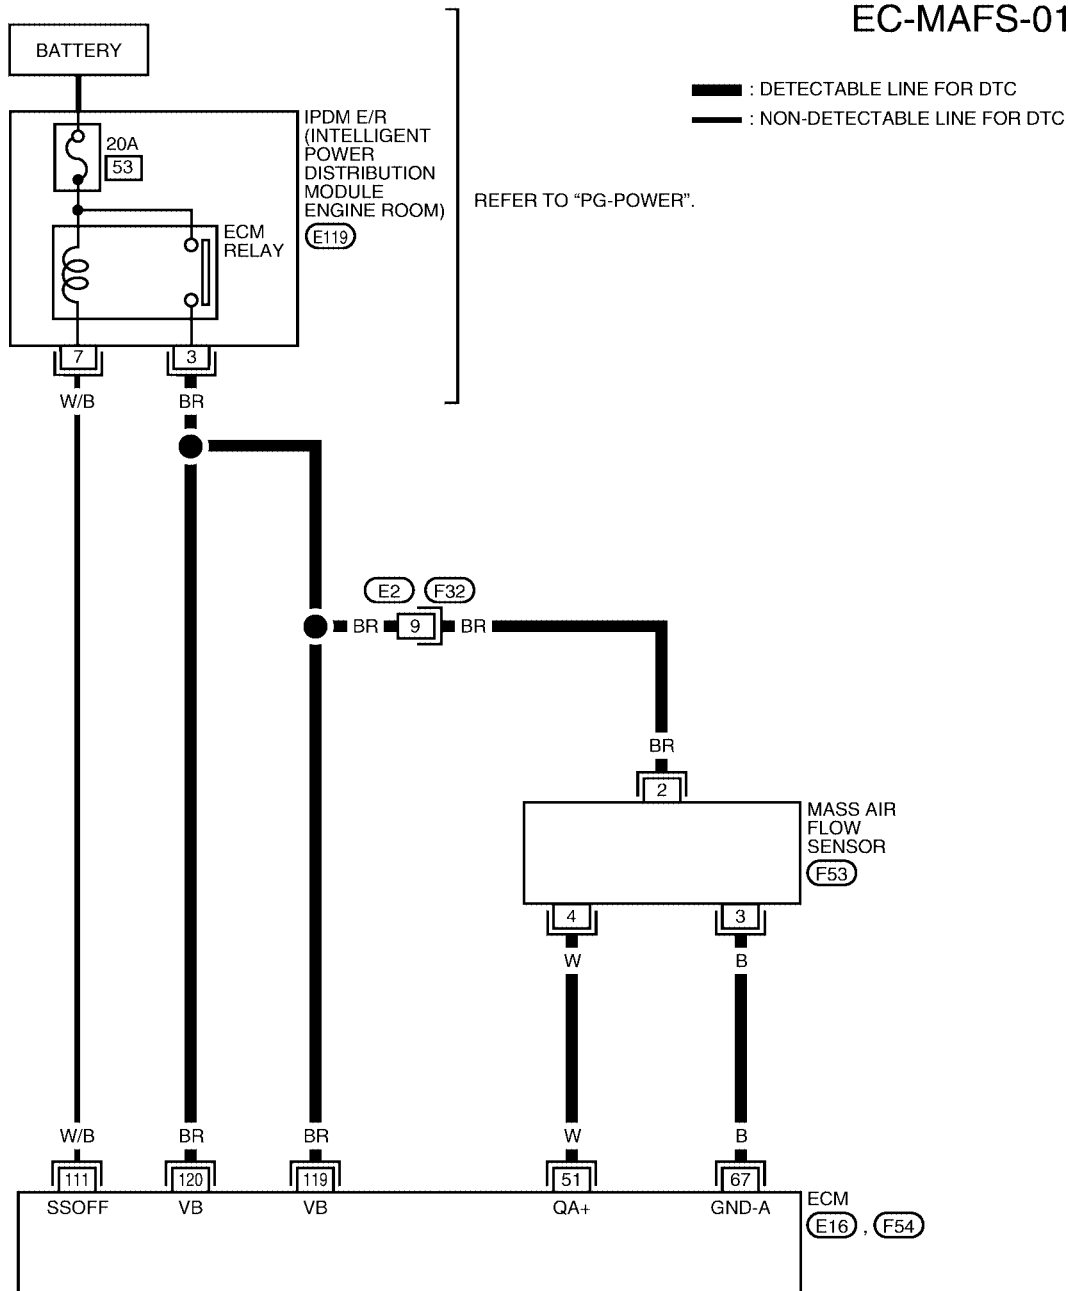 EC-MAFS-01
BATTERY
: DETECTABLE LINE FOR DTC
: NON-DETECTABLE LINE FOR DTC
20A
53
IPDM E/R
(INTELLIGENT
POWER
DISTRIBUTION
MODULE
ENGINE ROOM)
E119
REFER TO “PG-POWER”.
ECM
RELAY
7
3
W/B
BR
E2
F32
BR
9
BR
BR
2
MASS AIR
FLOW
SENSOR
F53
4
3
W
B
W/B
BR
BR
W
B
111
120
119
51
67
SSOFF
VB
VB
QA+
GND-A
ECM
E16 , F54